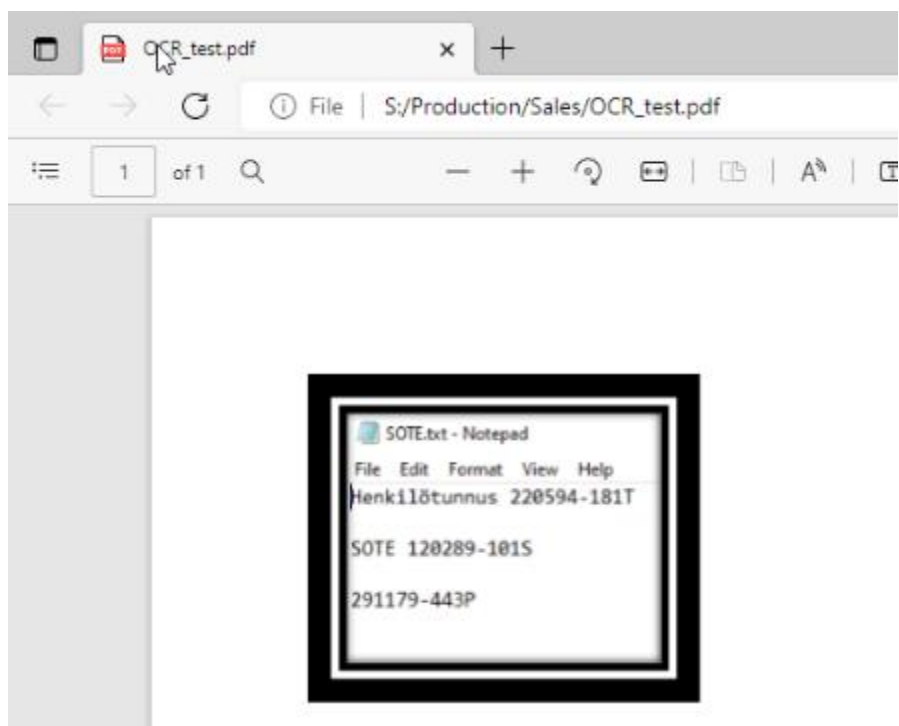 OCR_test.pdf
File | S:/Production/Sales/OCR_test.pdf
1 of 1
SOTE.txt - Notepad
File Edit Format View Help
Henkilötunnus 220594-181T
SOTE 120289-101S
291179-443P